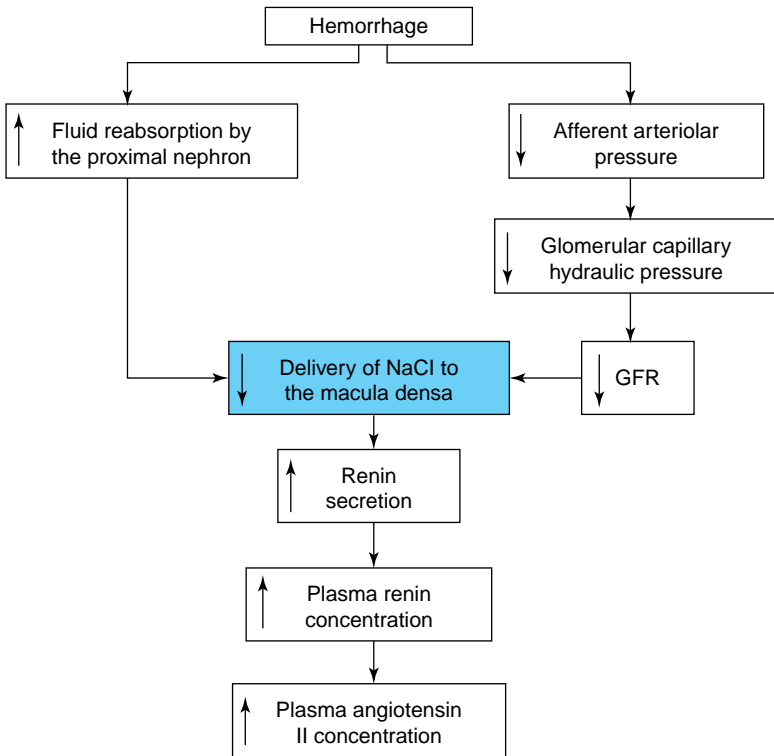 Hemorrhage
Fluid reabsorption by
the proximal nephron
Afferent arteriolar
pressure
Glomerular capillary
hydraulic pressure
Delivery of NaCI to
the macula densa
GFR
Renin
secretion
Plasma renin
concentration
Plasma angiotensin
II concentration